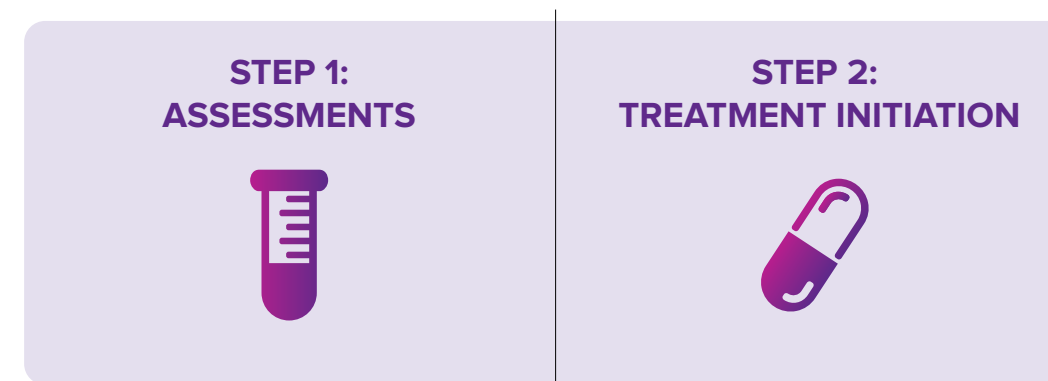 STEP 1:
ASSESSMENTS
STEP 2:
TREATMENT INITIATION